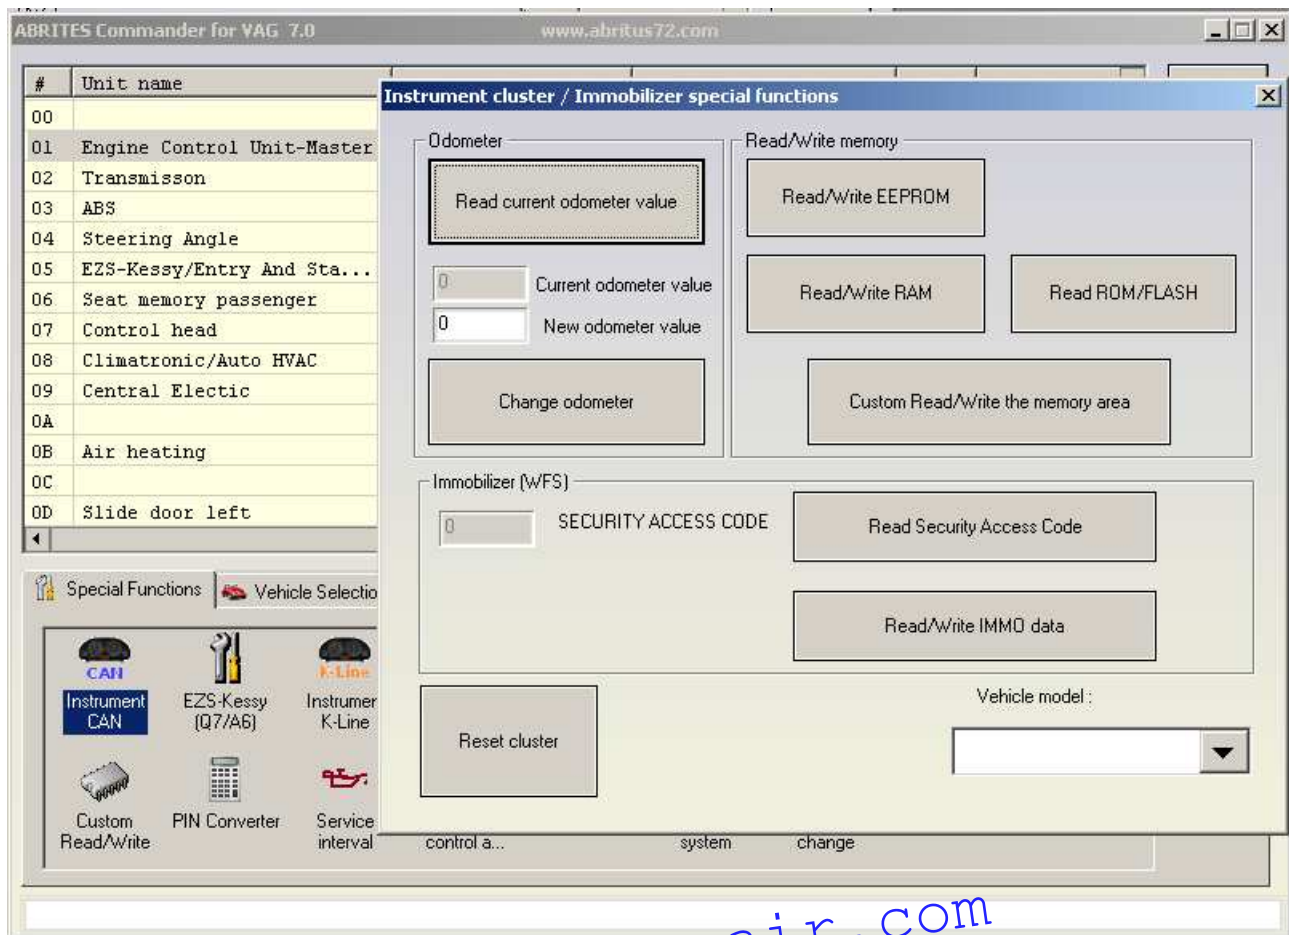 ABRITES Commander for VAG 7.0 www.abritus72.com
# Unit name
00
01 Engine Control Unit-Master
02 Transmisson
03 ABS
04 Steering Angle
05 EZS-Kessy/Entry And Sta...
06 Seat memory passenger
07 Control head
08 Climatronic/Auto HVAC
09 Central Electic
0A
0B Air heating
0C
0D Slide door left
Special Functions Vehicle Selectio
CAN
Instrument
CAN
EZS-Kessy
(Q7/A6)
K-Line
Instrumer
K-Line
Custom
Read/Write
PIN Converter
Service
interval
control a...
system
change
Instrument cluster / Immobilizer special functions
Odometer
Read current odometer value
0 Current odometer value
0 New odometer value
Change odometer
Read/Write memory
Read/Write EEPROM
Read/Write RAM
Read ROM/FLASH
Custom Read/Write the memory area
Immobilizer (WFS)
0 SECURITY ACCESS CODE
Read Security Access Code
Read/Write IMMO data
Reset cluster
Vehicle model :
air.com